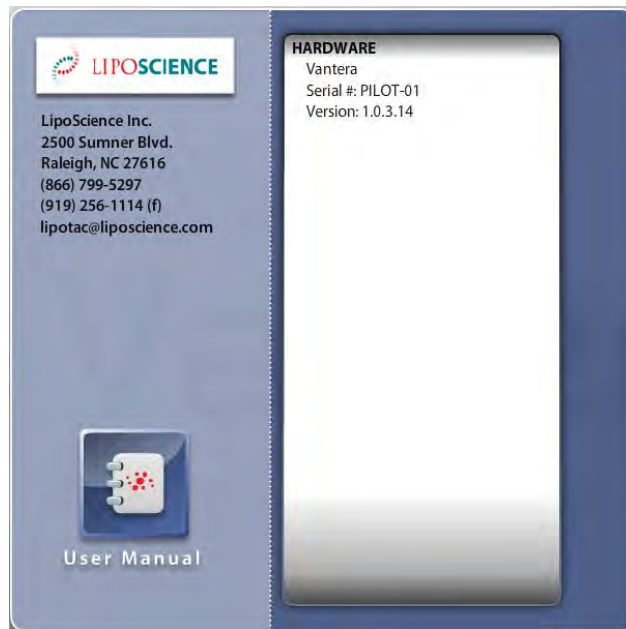 LIPOSCIENCE
LipoScience Inc.
2500 Sumner Blvd.
Raleigh, NC 27616
(866) 799-5297
(919) 256-1114 (f)
lipotac@liposcience.com
User Manual
HARDWARE
Vantera
Serial #: PILOT-01
Version: 1.0.3.14